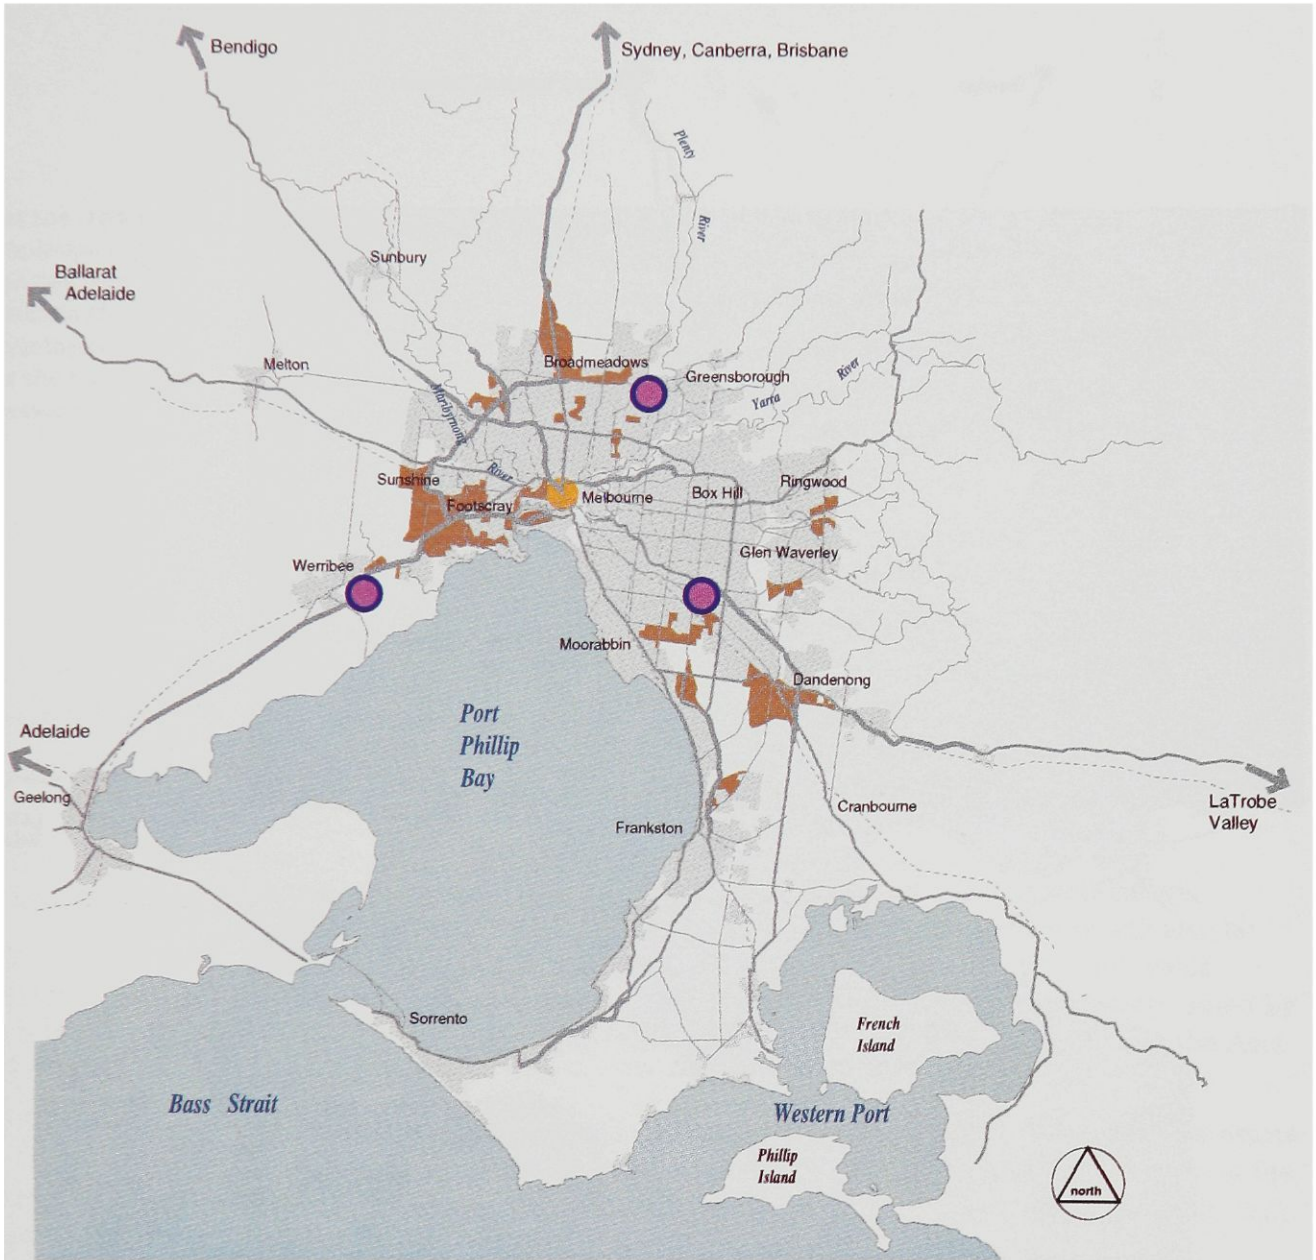 Bendigo
Sydney, Canberra, Brisbane
Plenty
River
Sunbury
Ballarat
Adelaide
Melton
Broadmeadows
Greensborough
River
Yarra
Maribyrnong
River
Sunshine
Footscray
Melbourne
Box Hill
Ringwood
Glen Waverley
Werribee
Moorabbin
Dandenong
Port
Phillip
Bay
Adelaide
Geelong
Frankston
Cranbourne
LaTrobe
Valley
Sorrento
French
Island
Bass Strait
Western Port
Phillip
Island
north